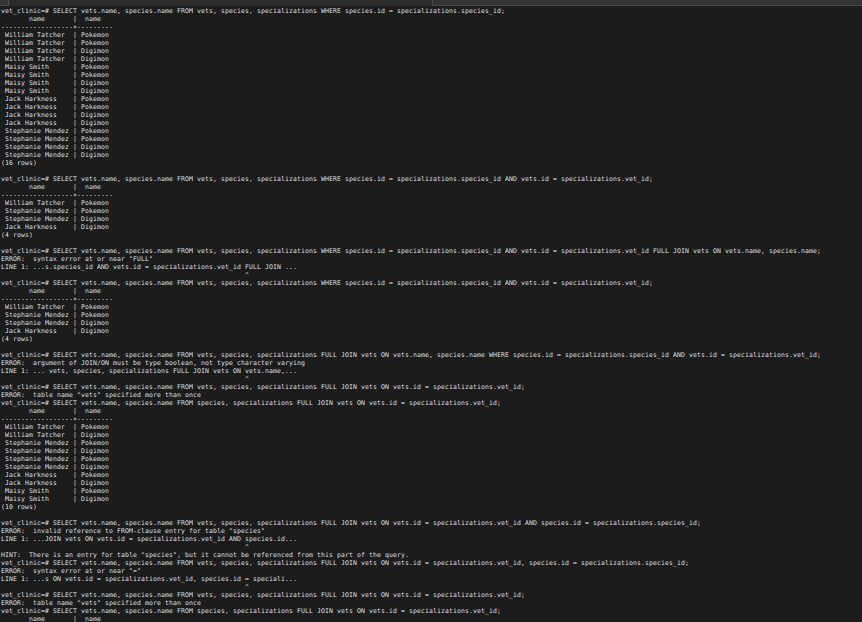 vet_clinic=# SELECT vets.name, species.name FROM vets, species, specializations WHERE species.id = specializations.species_id;
name | name
------------------+---------
William Tatcher | Pokemon
William Tatcher | Pokemon
William Tatcher | Digimon
William Tatcher | Digimon
Maisy Smith | Pokemon
Maisy Smith | Pokemon
Maisy Smith | Digimon
Maisy Smith | Digimon
Jack Harkness | Pokemon
Jack Harkness | Pokemon
Jack Harkness | Digimon
Jack Harkness | Digimon
Stephanie Mendez | Pokemon
Stephanie Mendez | Pokemon
Stephanie Mendez | Digimon
Stephanie Mendez | Digimon
(16 rows)
vet_clinic=# SELECT vets.name, species.name FROM vets, species, specializations WHERE species.id = specializations.species_id AND vets.id = specializations.vet_id;
name | name
------------------+---------
William Tatcher | Pokemon
Stephanie Mendez | Pokemon
Stephanie Mendez | Digimon
Jack Harkness | Digimon
(4 rows)
vet_clinic=# SELECT vets.name, species.name FROM vets, species, specializations WHERE species.id = specializations.species_id AND vets.id = specializations.vet_id FULL JOIN vets ON vets.name, species.name;
ERROR:  syntax error at or near "FULL"
LINE 1: ...s.species_id AND vets.id = specializations.vet_id FULL JOIN ...
^
vet_clinic=# SELECT vets.name, species.name FROM vets, species, specializations WHERE species.id = specializations.species_id AND vets.id = specializations.vet_id;
name | name
------------------+---------
William Tatcher | Pokemon
Stephanie Mendez | Pokemon
Stephanie Mendez | Digimon
Jack Harkness | Digimon
(4 rows)
vet_clinic=# SELECT vets.name, species.name FROM vets, species, specializations FULL JOIN vets ON vets.name, species.name WHERE species.id = specializations.species_id AND vets.id = specializations.vet_id;
ERROR:  argument of JOIN/ON must be type boolean, not type character varying
LINE 1: ... vets, species, specializations FULL JOIN vets ON vets.name,...
^
vet_clinic=# SELECT vets.name, species.name FROM vets, species, specializations FULL JOIN vets ON vets.id = specializations.vet_id;
ERROR:  table name "vets" specified more than once
vet_clinic=# SELECT vets.name, species.name FROM species, specializations FULL JOIN vets ON vets.id = specializations.vet_id;
name | name
------------------+---------
William Tatcher | Pokemon
William Tatcher | Digimon
Stephanie Mendez | Pokemon
Stephanie Mendez | Digimon
Stephanie Mendez | Pokemon
Stephanie Mendez | Digimon
Jack Harkness | Pokemon
Jack Harkness | Digimon
Maisy Smith | Pokemon
Maisy Smith | Digimon
(10 rows)
vet_clinic=# SELECT vets.name, species.name FROM vets, species, specializations FULL JOIN vets ON vets.id = specializations.vet_id AND species.id = specializations.species_id;
ERROR:  invalid reference to FROM-clause entry for table "species"
LINE 1: ...JOIN vets ON vets.id = specializations.vet_id AND species.id...
^
HINT:  There is an entry for table "species", but it cannot be referenced from this part of the query.
vet_clinic=# SELECT vets.name, species.name FROM vets, species, specializations FULL JOIN vets ON vets.id = specializations.vet_id, species.id = specializations.species_id;
ERROR:  syntax error at or near "="
LINE 1: ...s ON vets.id = specializations.vet_id, species.id = speciali...
^
vet_clinic=# SELECT vets.name, species.name FROM vets, species, specializations FULL JOIN vets ON vets.id = specializations.vet_id;
ERROR:  table name "vets" specified more than once
vet_clinic=# SELECT vets.name, species.name FROM species, specializations FULL JOIN vets ON vets.id = specializations.vet_id;
name | name